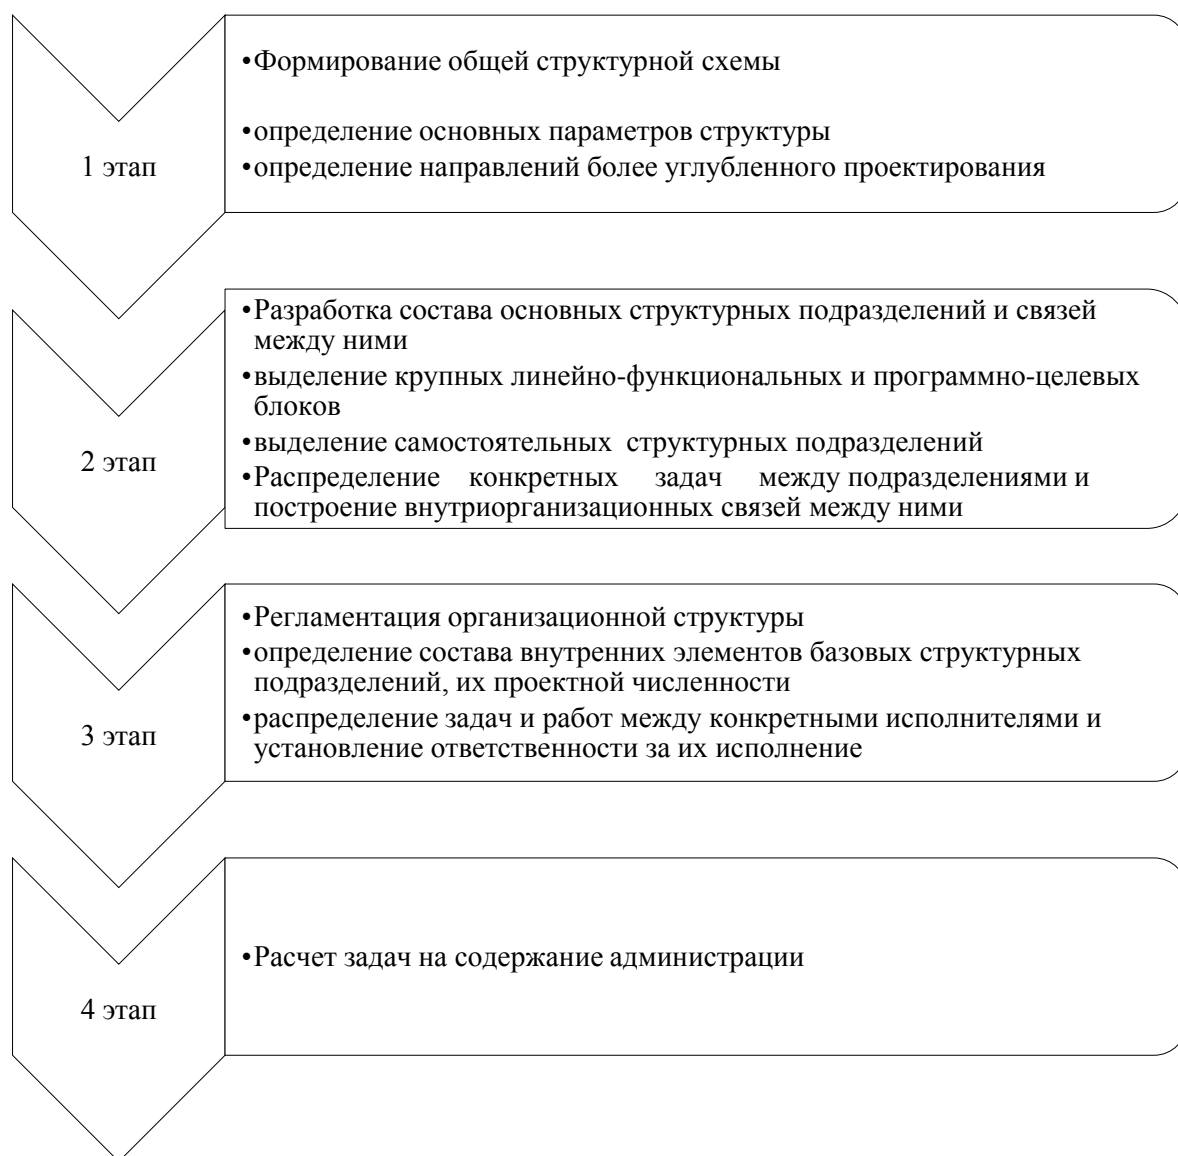 1 этап
•Формирование общей структурной схемы
•определение основных параметров структуры
•определение направлений более углубленного проектирования
2 этап
•Разработка состава основных структурных подразделений и связей
между ними
•выделение крупных линейно-функциональных и программно-целевых
блоков
•выделение самостоятельных структурных подразделений
•Распределение конкретных задач между подразделениями и
построение внутриорганизационных связей между ними
3 этап
•Регламентация организационной структуры
•определение состава внутренних элементов базовых структурных
подразделений, их проектной численности
•распределение задач и работ между конкретными исполнителями и
установление ответственности за их исполнение
4 этап
•Расчет задач на содержание администрации